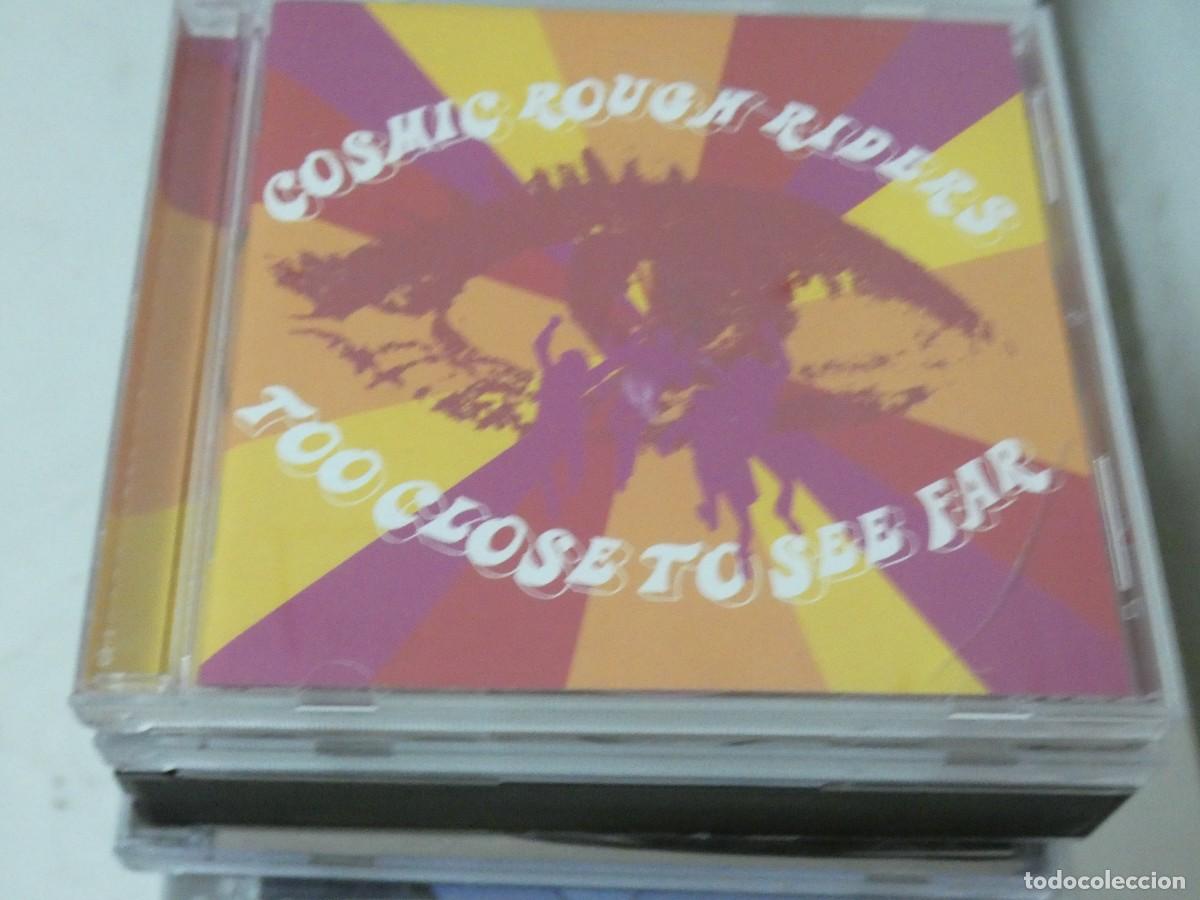 COSMIC ROUGH RIDERS
TOO CLOSE TO SEE FAR
todocoleccion